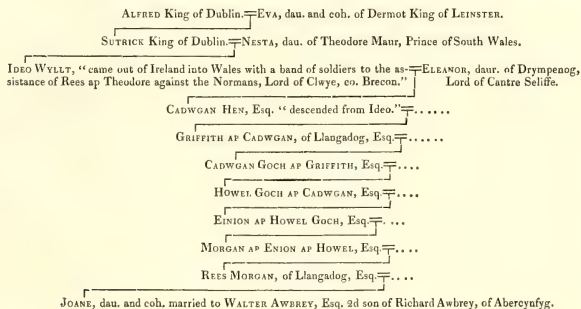 ALFRED King of Dublin.=EVA, dau. and coh. of Dermot King of LEINSTER.
SUTRICK King of Dublin.=NESTA, dau. of Theodore Maur, Prince of South Wales.
IDEO WYLLT, "came out of Ireland into Wales with a band of soldiers to the as-=ELEANOR, daur. of Drympenog,
sistance of Rees ap Theodore against the Normans, Lord of Clwye, co. Brecon." Lord of Cantre Seliffe.
CADWGAN HEN, Esq. "descended from Ideo."=......
GRIFFITH AP CADWGAN, of Llangadog, Esq.=......
CADWGAN GOCH AP GRIFFITH, Esq.=....
HOWEL GOCH AP CADWGAN, Esq.=....
EINION AP HOWEL GOCH, Esq.=....
MORGAN AP ENION AP HOWEL, Esq.=....
REES MORGAN, of Llangadog, Esq.=....
JOANE, dau. and coh. married to WALTER AWBREY, Esq. 2d son of Richard Awbrey, of Abercynfyg.